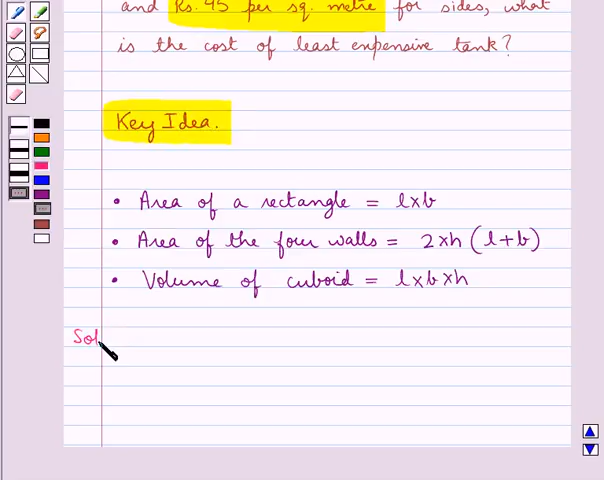 and Rs. 45 per sq. metre for sides, what
is the cost of least expensive tank?
Key Idea.
• Area of a rectangle = l×b
• Area of the four walls = 2×h (l+b)
• Volume of cuboid = l×b×h
Sol